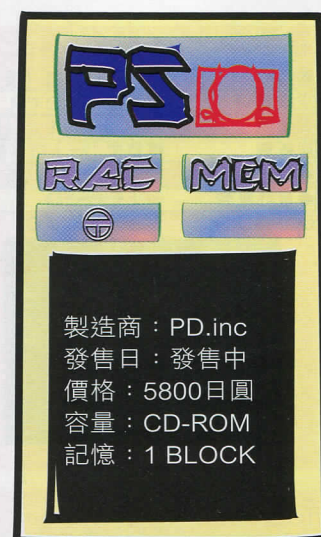 PS
RAC MEM
製造商：PD.inc
發售日：發售中
價格：5800日圓
容量：CD-ROM
記憶：1 BLOCK